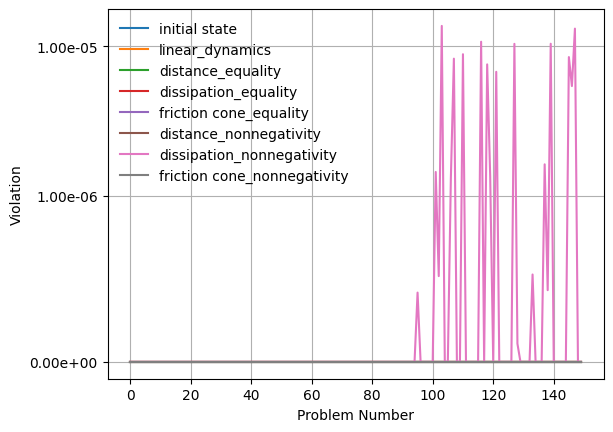 initial state
linear_dynamics
distance_equality
dissipation_equality
friction cone_equality
distance_nonnegativity
dissipation_nonnegativity
friction cone_nonnegativity
1.00e-05
1.00e-06
0.00e+00
Violation
0 20 40 60 80 100 120 140
Problem Number